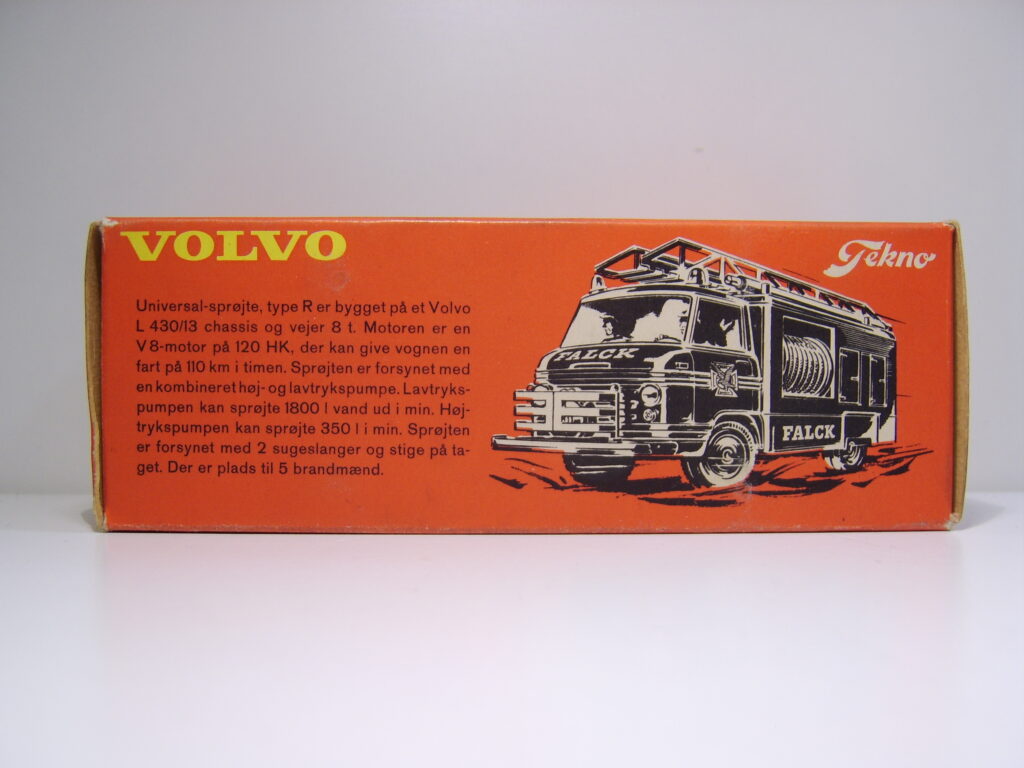 VOLVO
Tekno
Universal-sprøjte, type R er bygget på et Volvo
L 430/13 chassis og vejer 8 t. Motoren er en
V8-motor på 120 HK, der kan give vognen en
fart på 110 km i timen. Sprøjten er forsynet med
en kombineret høj- og lavtrykspumpe. Lavtryks-
pumpen kan sprøjte 1800 l vand ud i min. Høj-
trykspumpen kan sprøjte 350 l i min. Sprøjten
er forsynet med 2 sugeslanger og stige på ta-
get. Der er plads til 5 brandmænd.
FALCK
FALCK